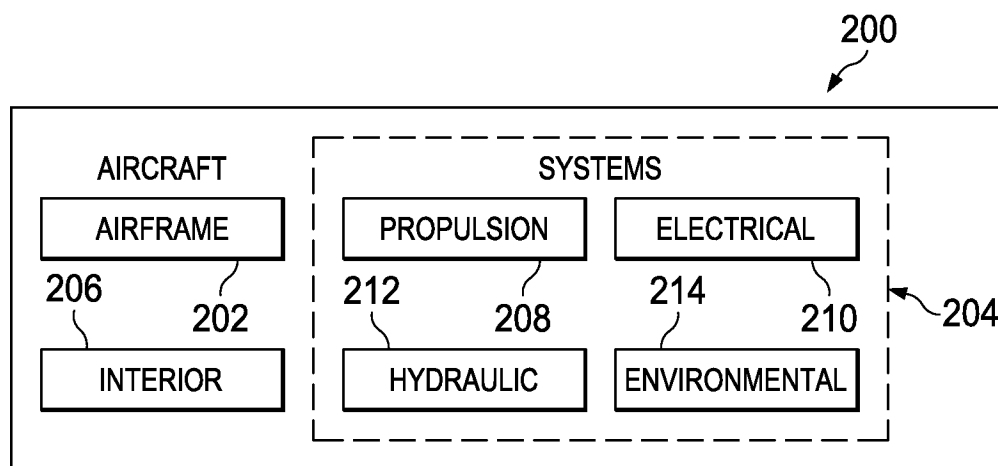 200
AIRCRAFT SYSTEMS
AIRFRAME PROPULSION ELECTRICAL
206 202 212 208 214 210 204
INTERIOR HYDRAULIC ENVIRONMENTAL